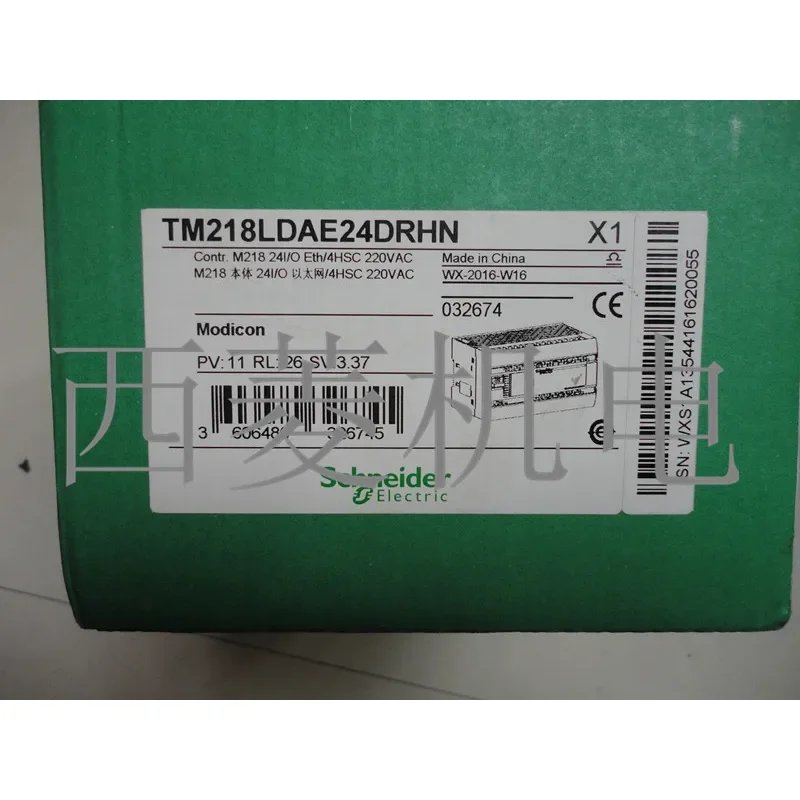 TM218LDAE24DRHN X1
Contr. M218 24I/O Eth/4HSC 220VAC
M218 本体 24I/O 以太网/4HSC 220VAC
Made in China
WX-2016-W16
032674
Modicon
PV: 11 RL: 26 SV: 3.37
Schneider
Electric
西菱机电